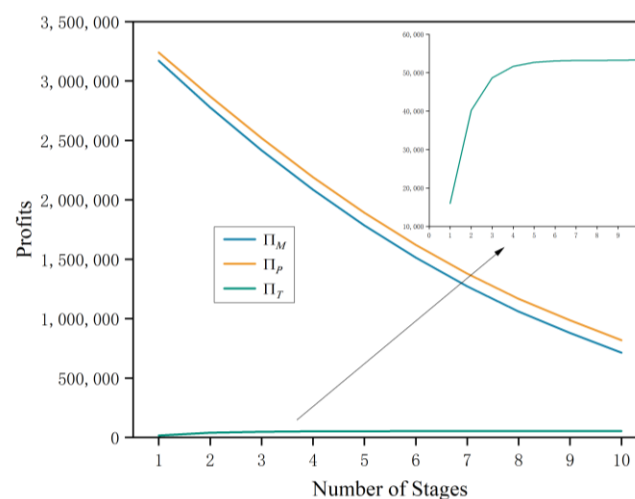 3,500,000
3,000,000
2,500,000
2,000,000
1,500,000
1,000,000
500,000
0
Profits
Π_M
Π_P
Π_T
60,000
50,000
40,000
30,000
20,000
10,000
0 1 2 3 4 5 6 7 8 9
1 2 3 4 5 6 7 8 9 10
Number of Stages